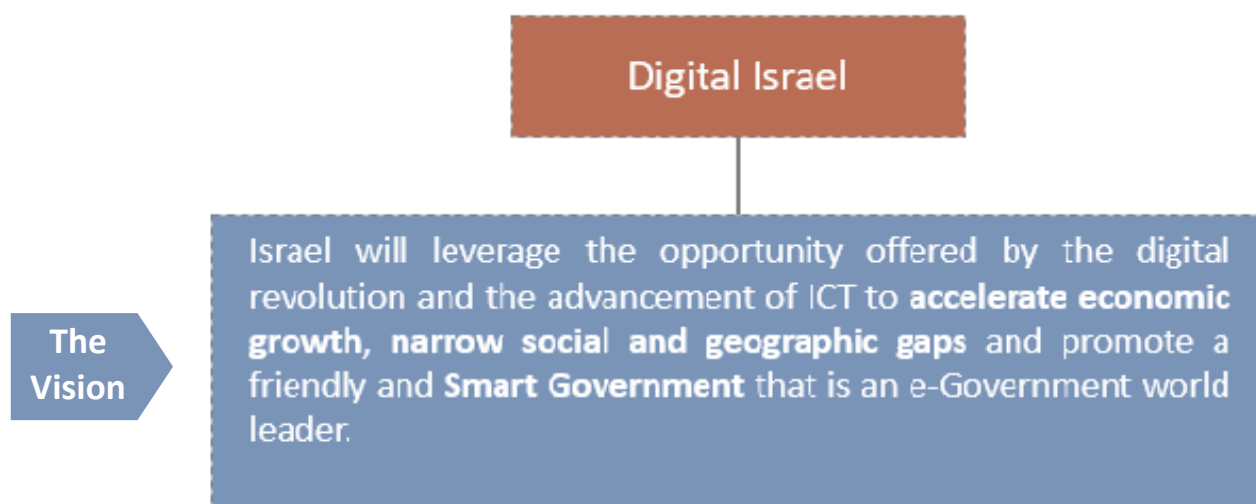 Digital Israel
Israel will leverage the opportunity offered by the digital
revolution and the advancement of ICT to accelerate economic
growth, narrow social and geographic gaps and promote a
friendly and Smart Government that is an e-Government world
leader.
The
Vision